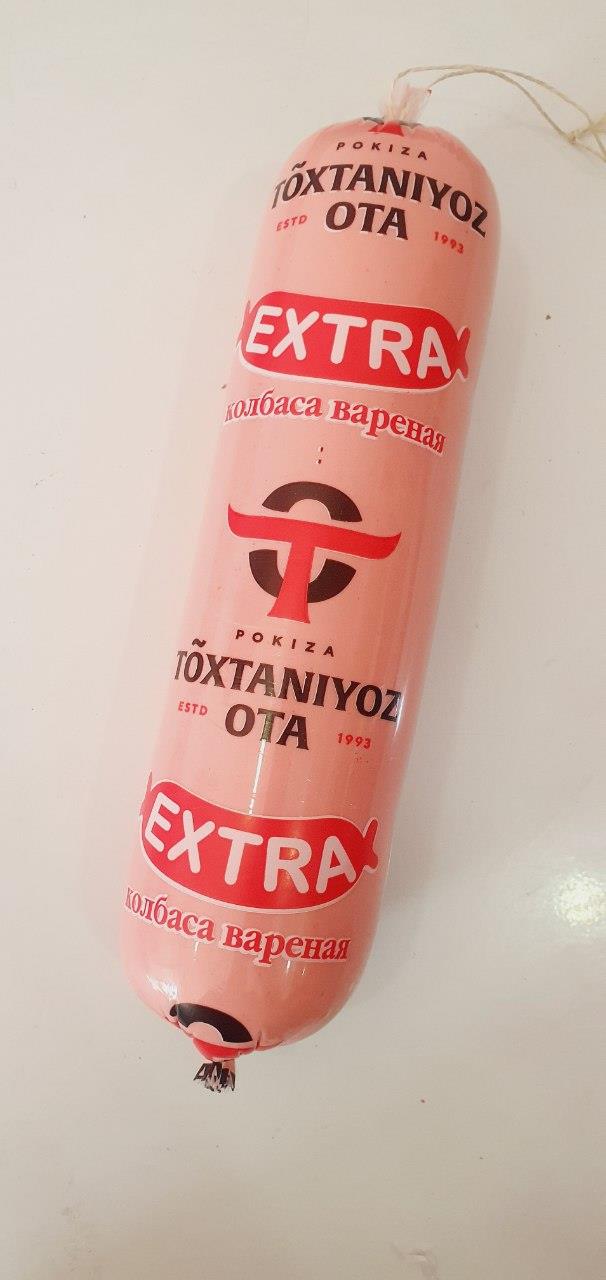 POKIZA
TÕXTANIYOZ
ESTD OTA 1993
EXTRA
колбаса вареная
POKIZA
TÕXTANIYOZ
ESTD OTA 1993
EXTRA
колбаса вареная